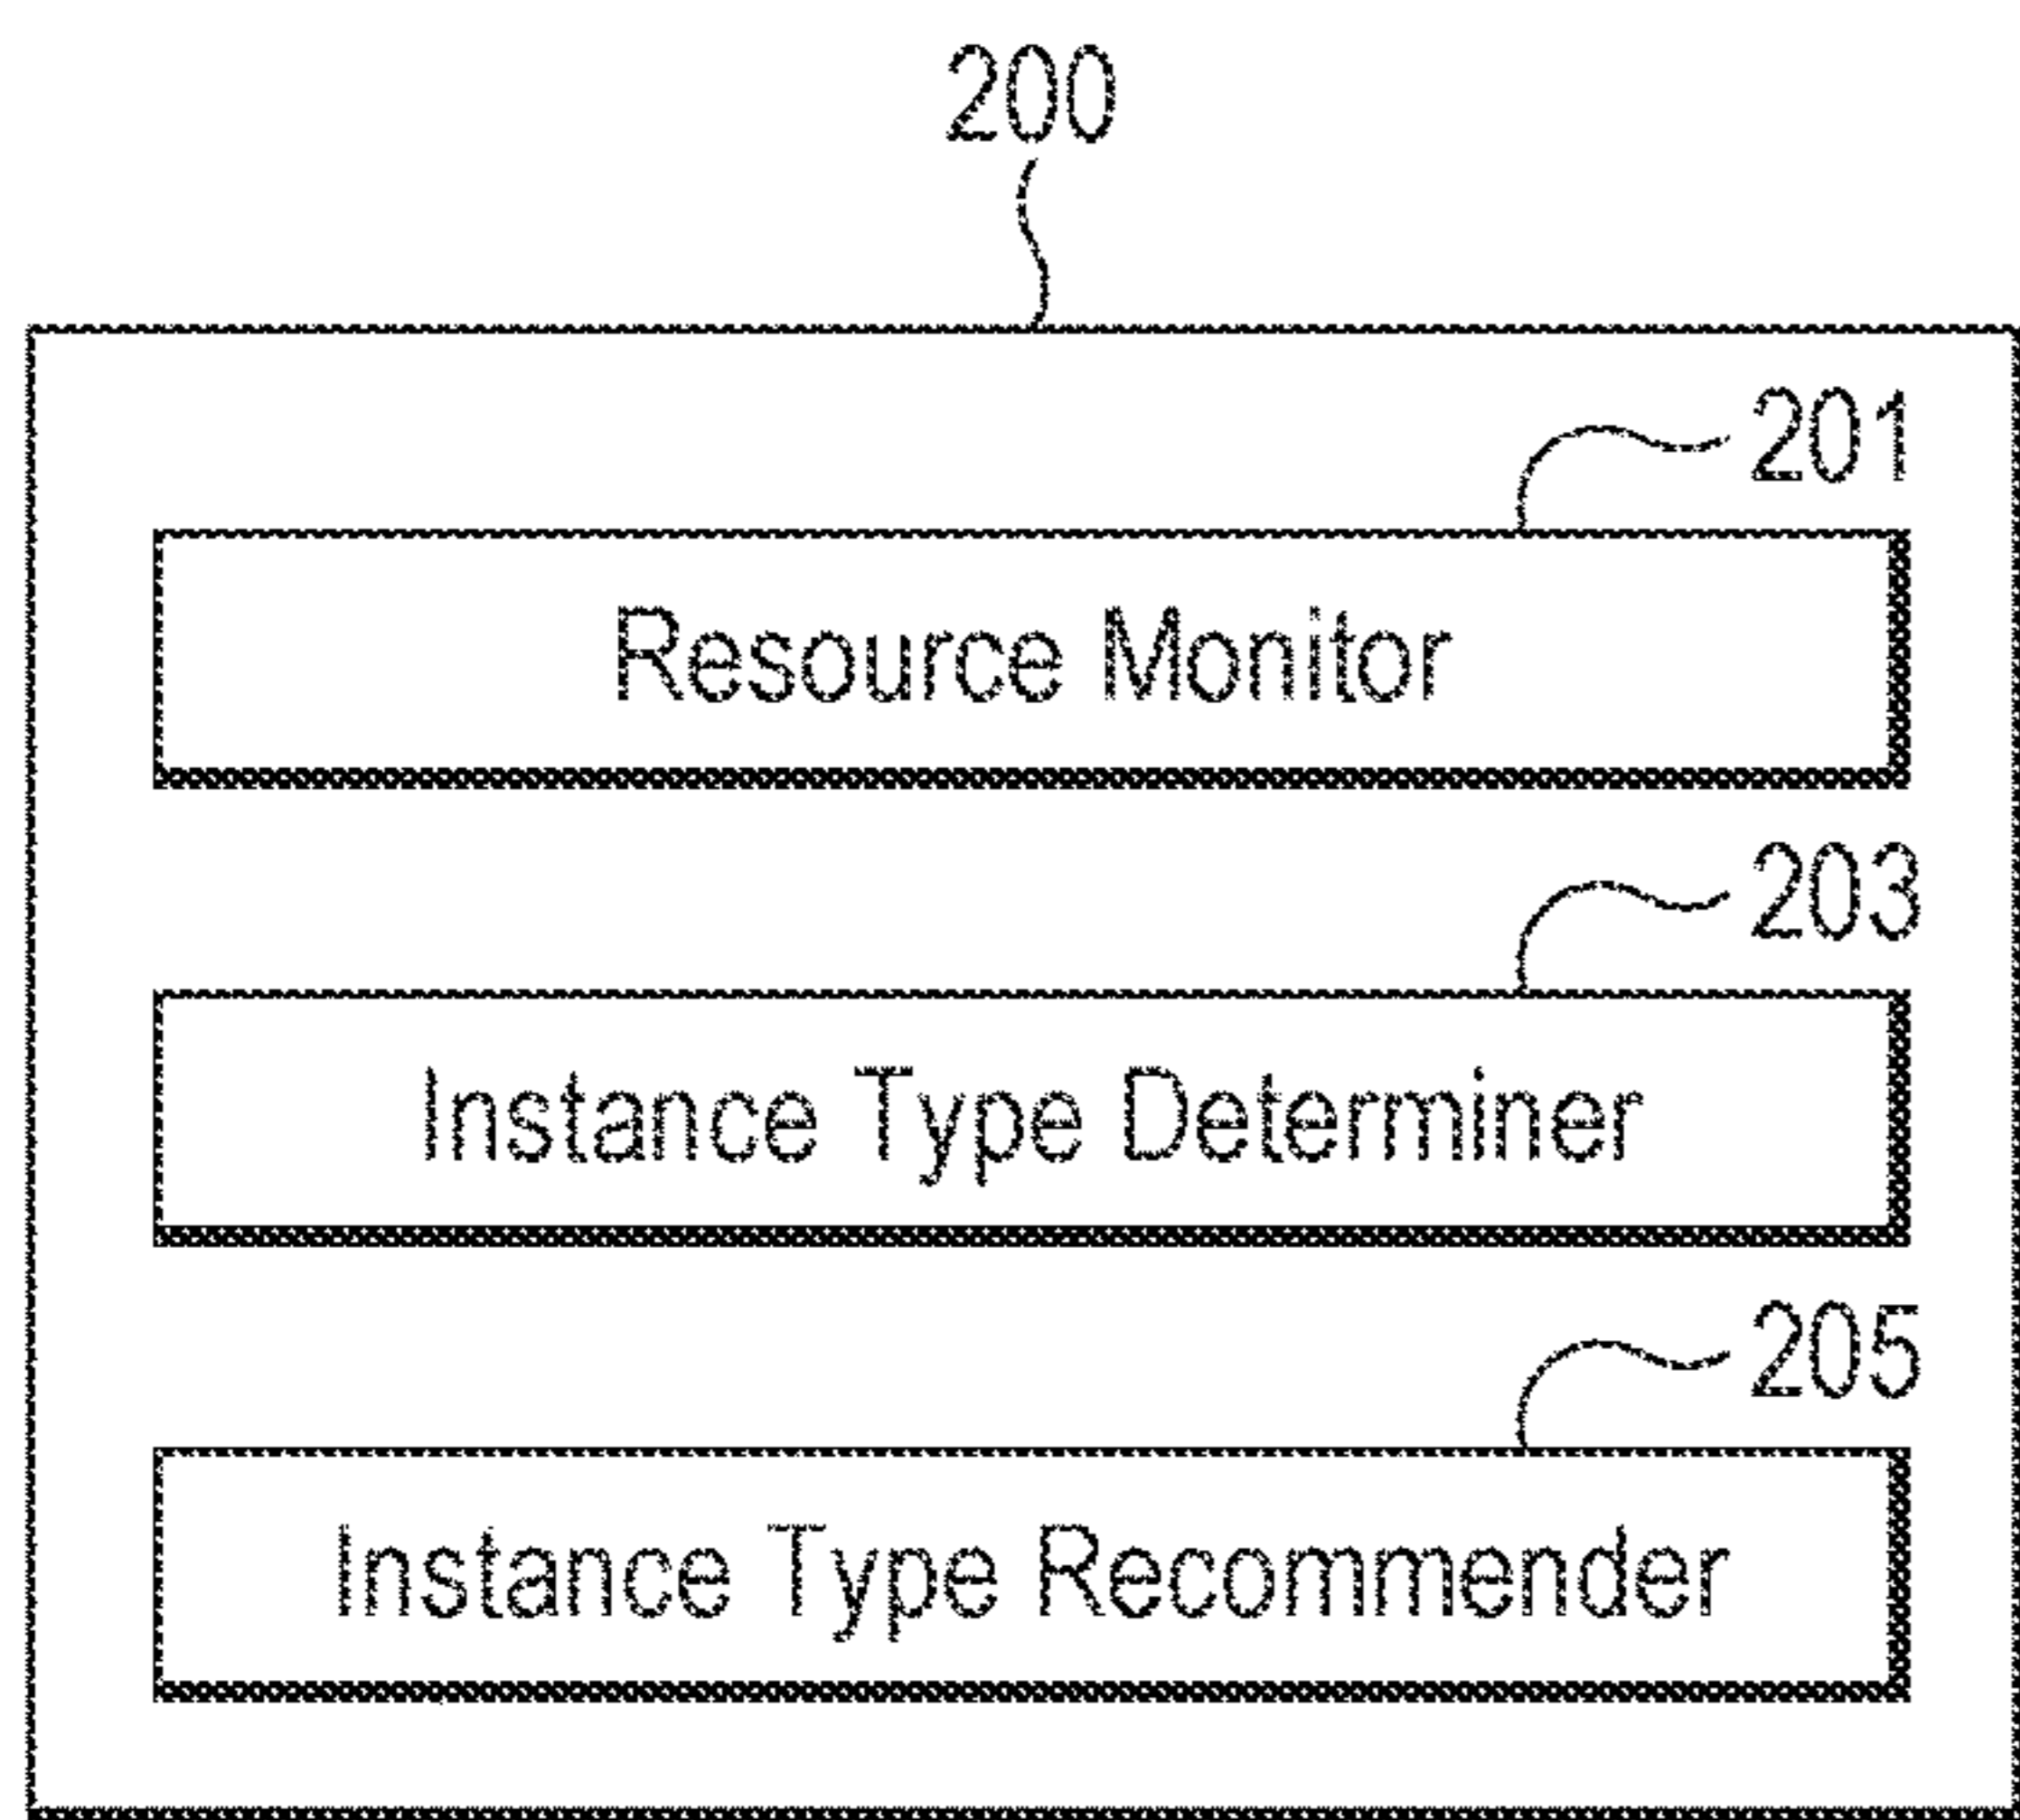 200
201
Resource Monitor
203
Instance Type Determiner
205
Instance Type Recommender